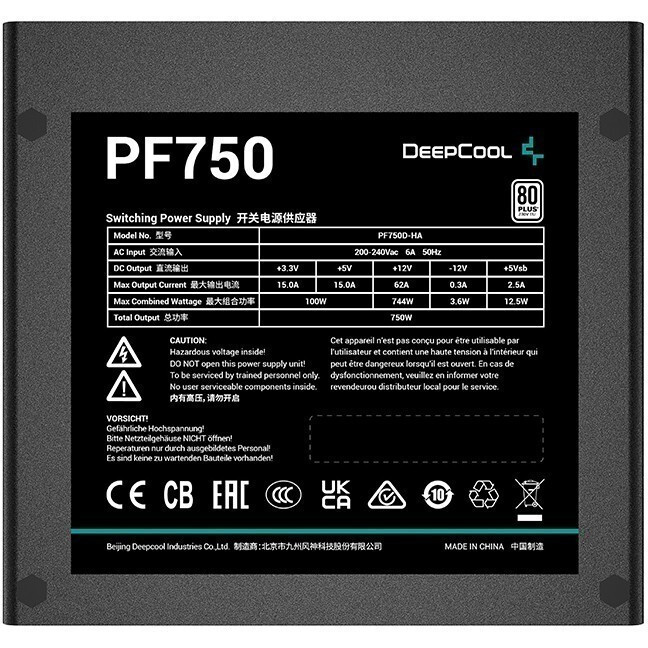 PF750
DEEPCOOL
80
PLUS
230V EU
Switching Power Supply 开关电源供应器
Model No. 型号 PF750D-HA
AC Input 交流输入 200-240Vac 6A 50Hz
DC Output 直流输出 +3.3V +5V +12V -12V +5Vsb
Max Output Current 最大输出电流 15.0A 15.0A 62A 0.3A 2.5A
Max Combined Wattage 最大组合功率 100W 744W 3.6W 12.5W
Total Output 总功率 750W
CAUTION:
Hazardous voltage inside!
DO NOT open this power supply unit!
To be serviced by trained personnel only.
No user serviceable components inside.
内有高压, 请勿开启
Cet appareil n'est pas conçu pour être utilisable par
l'utilisateur et contient une haute tension à l'intérieur qui
peut être dangereux lorsqu'il est ouvert. En cas de
dysfonctionnement, veuillez en informer votre
revendeurou distributeur local pour le service.
VORSICHT!
Gefährliche Hochspannung!
Bitte Netzteilgehäuse NICHT öffnen!
Reperaturen nur durch ausgebildetes Personal!
Es sind keine zu wartenden Bauteile vorhanden!
CE CB EAC CCC UK CA 10
Beijing Deepcool Industries Co.,Ltd. 制造商:北京市九州风神科技股份有限公司
MADE IN CHINA 中国制造